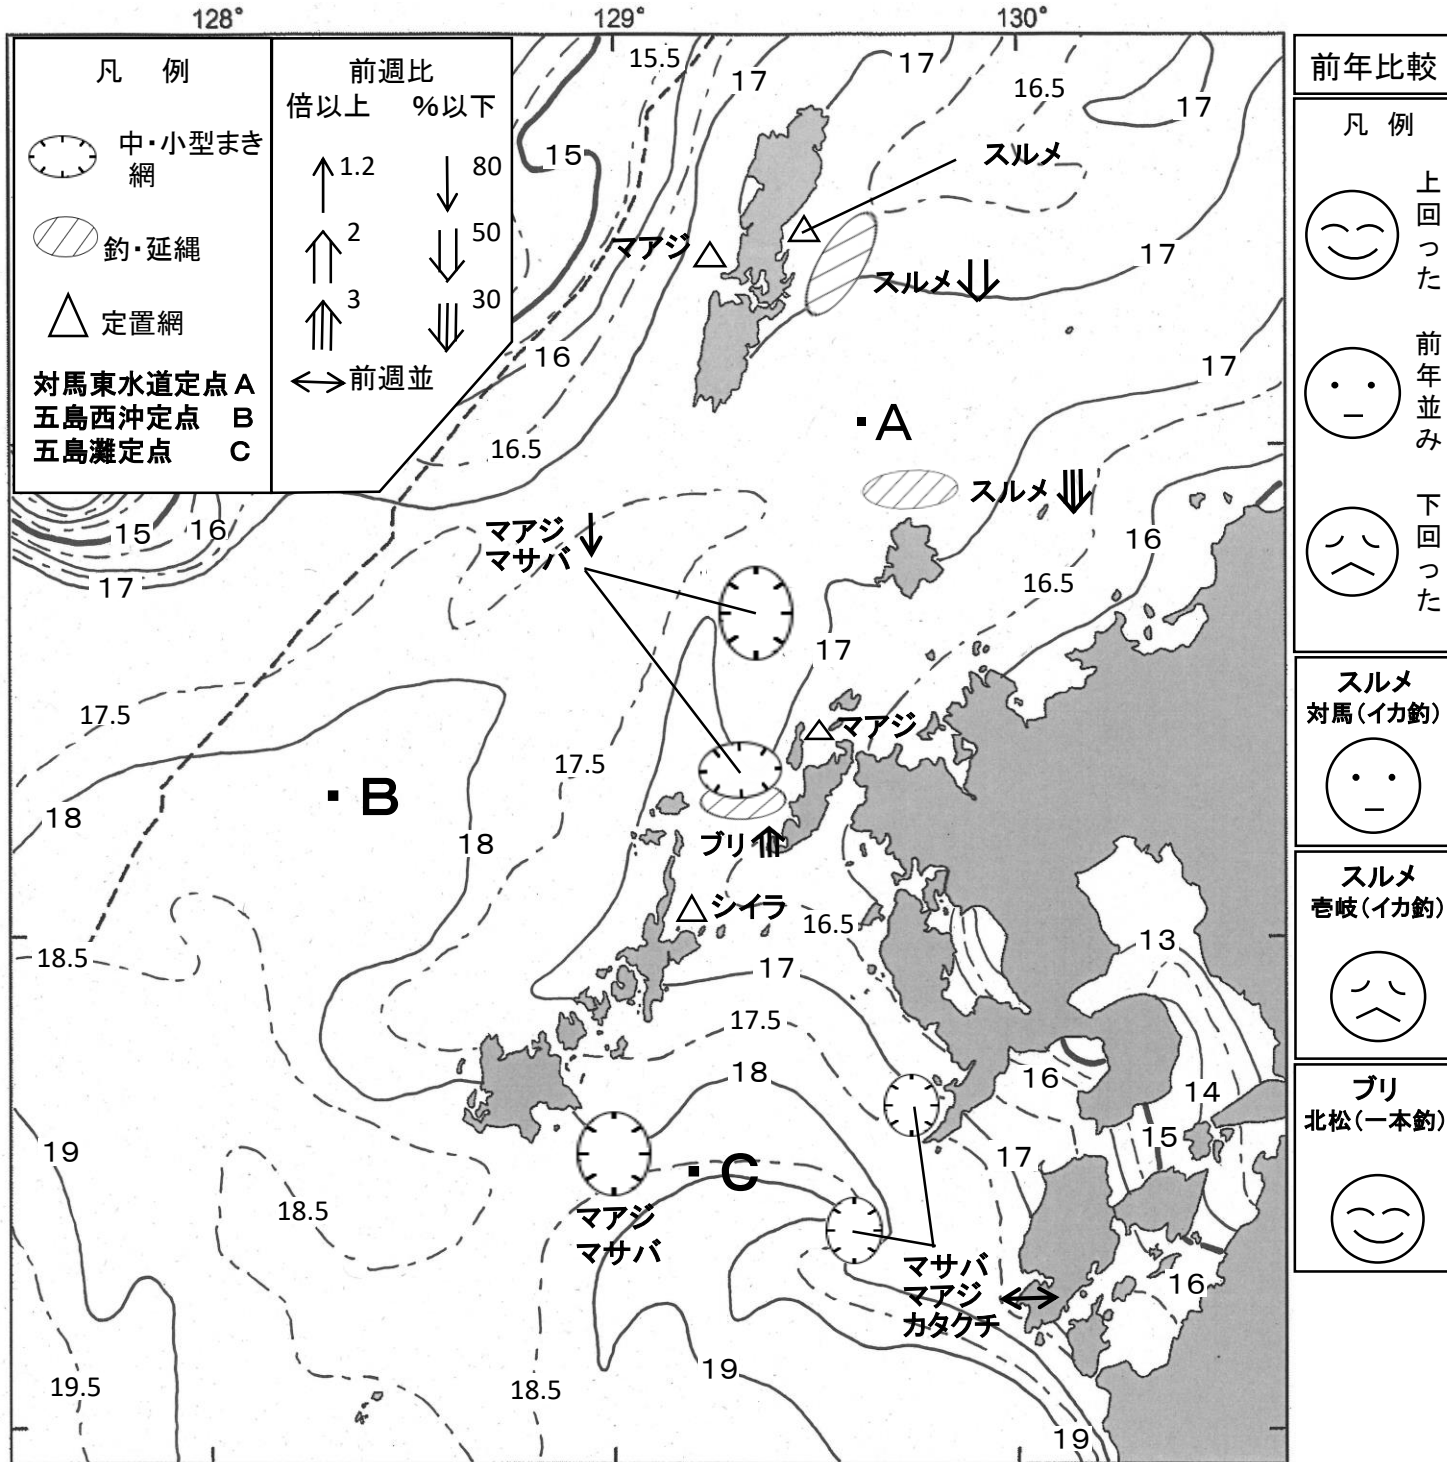 128°
129°
130°
凡 例
中・小型まき
網
釣・延縄
定置網
対馬東水道定点 A
五島西沖定点 B
五島灘定点 C
前週比
倍以上 %以下
1.2 80
2 50
3 30
前週並
15.5
17
17
16.5
17
15
スルメ
マアジ
スルメ
17
16
17
A
16.5
スルメ
15
16
マアジ
マサバ
16
17
16.5
17
17.5
マアジ
17.5
18
B
18
ブリ
シイラ
16.5
13
18.5
17
17.5
18
16
14
15
19
17
C
18.5
マアジ
マサバ
マサバ
マアジ
カタクチ
16
19.5
18.5
19
19
前年比較
凡 例
上回った
前年並み
下回った
スルメ
対馬(イカ釣)
スルメ
壱岐(イカ釣)
ブリ
北松(一本釣)